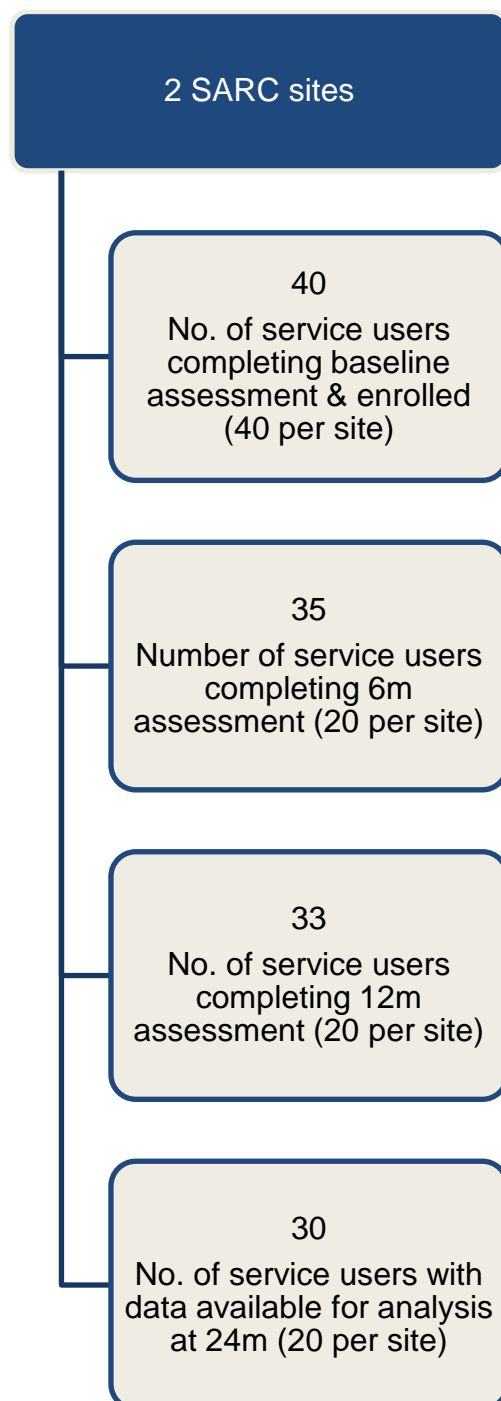 2 SARC sites
40
No. of service users
completing baseline
assessment & enrolled
(40 per site)
35
Number of service users
completing 6m
assessment (20 per site)
33
No. of service users
completing 12m
assessment (20 per site)
30
No. of service users with
data available for analysis
at 24m (20 per site)